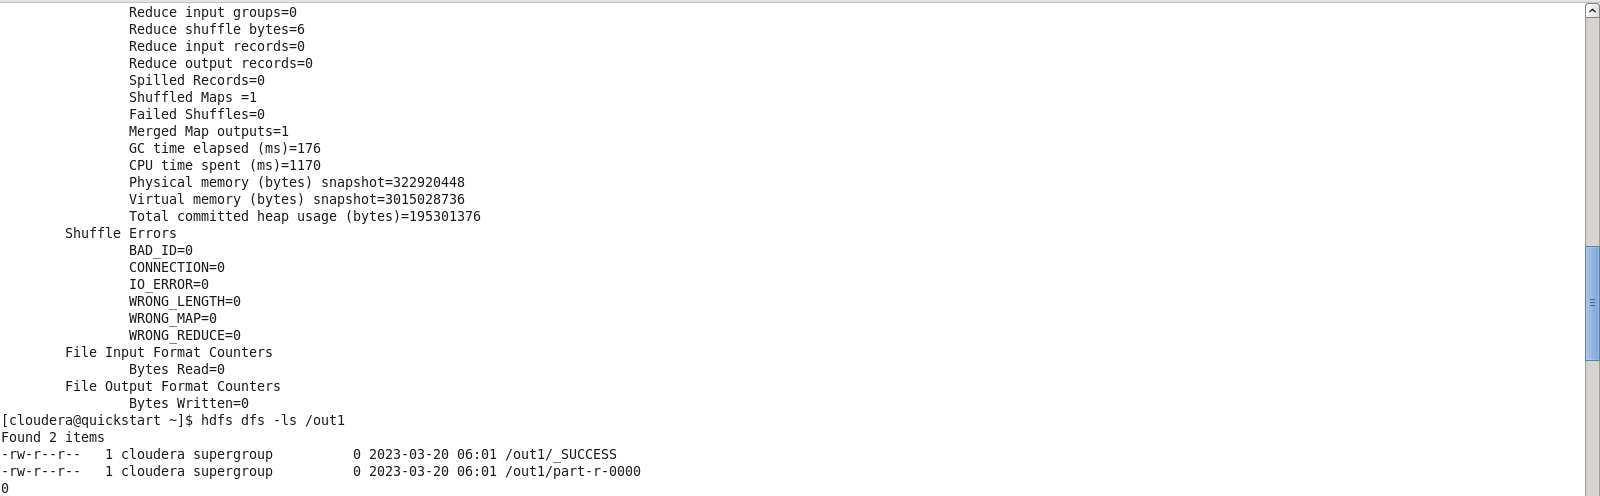 Reduce input groups=0
Reduce shuffle bytes=6
Reduce input records=0
Reduce output records=0
Spilled Records=0
Shuffled Maps =1
Failed Shuffles=0
Merged Map outputs=1
GC time elapsed (ms)=176
CPU time spent (ms)=1170
Physical memory (bytes) snapshot=322920448
Virtual memory (bytes) snapshot=3015028736
Total committed heap usage (bytes)=195301376
Shuffle Errors
BAD_ID=0
CONNECTION=0
IO_ERROR=0
WRONG_LENGTH=0
WRONG_MAP=0
WRONG_REDUCE=0
File Input Format Counters
Bytes Read=0
File Output Format Counters
Bytes Written=0
[cloudera@quickstart ~]$ hdfs dfs -ls /out1
Found 2 items
-rw-r--r--   1 cloudera supergroup          0 2023-03-20 06:01 /out1/_SUCCESS
-rw-r--r--   1 cloudera supergroup          0 2023-03-20 06:01 /out1/part-r-0000
0